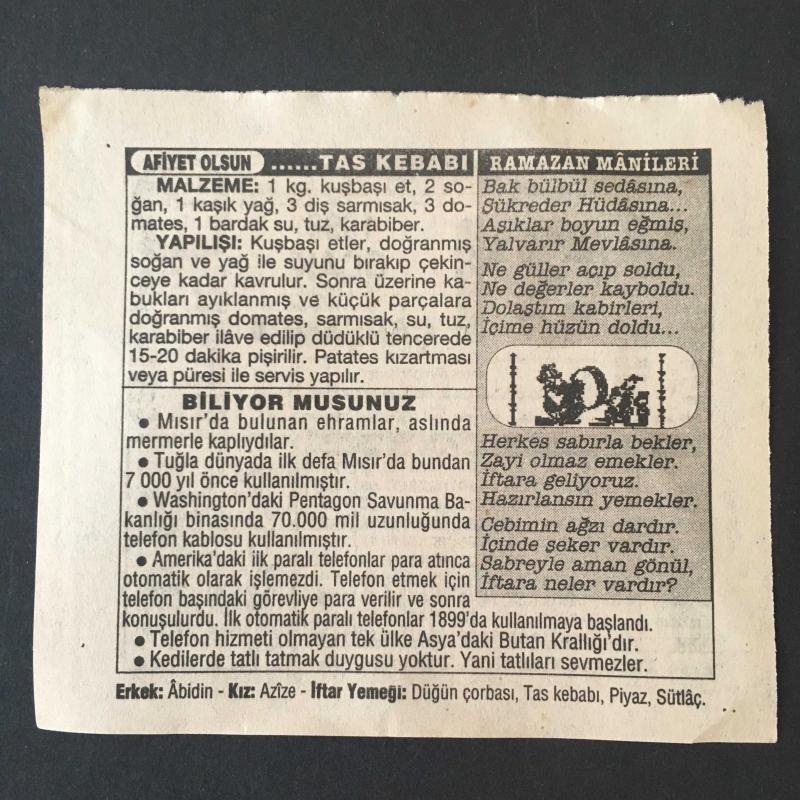 AFİYET OLSUN ......TAS KEBABI
MALZEME: 1 kg. kuşbaşı et, 2 so-
ğan, 1 kaşık yağ, 3 diş sarmısak, 3 do-
mates, 1 bardak su, tuz, karabiber.
YAPILIŞI: Kuşbaşı etler, doğranmış
soğan ve yağ ile suyunu bırakıp çekin-
ceye kadar kavrulur. Sonra üzerine ka-
bukları ayıklanmış ve küçük parçalara
doğranmış domates, sarmısak, su, tuz,
karabiber ilâve edilip düdüklü tencerede
15-20 dakika pişirilir. Patates kızartması
veya püresi ile servis yapılır.
BİLİYOR MUSUNUZ
● Mısır'da bulunan ehramlar, aslında
mermerle kaplıydılar.
● Tuğla dünyada ilk defa Mısır'da bundan
7 000 yıl önce kullanılmıştır.
● Washington'daki Pentagon Savunma Ba-
kanlığı binasında 70.000 mil uzunluğunda
telefon kablosu kullanılmıştır.
● Amerika'daki ilk paralı telefonlar para atınca
otomatik olarak işlemezdi. Telefon etmek için
telefon başındaki görevliye para verilir ve sonra
konuşulurdu. İlk otomatik paralı telefonlar 1899'da kullanılmaya başlandı.
● Telefon hizmeti olmayan tek ülke Asya'daki Butan Krallığı'dır.
● Kedilerde tatlı tatmak duygusu yoktur. Yani tatlıları sevmezler.
RAMAZAN MÂNİLERİ
Bak bülbül sedâsına,
Şükreder Hüdâsına...
Aşıklar boyun eğmiş,
Yalvarır Mevlâsına.
Ne güller açıp soldu,
Ne değerler kayboldu.
Dolaştım kabirleri,
İçime hüzün doldu...
Herkes sabırla bekler,
Zayi olmaz emekler.
İftara geliyoruz.
Hazırlansın yemekler.
Cebimin ağzı dardır.
İçinde şeker vardır.
Sabreyle aman gönül,
İftara neler vardır?
Erkek: Âbidin - Kız: Azîze - İftar Yemeği: Düğün çorbası, Tas kebabı, Piyaz, Sütlâç.